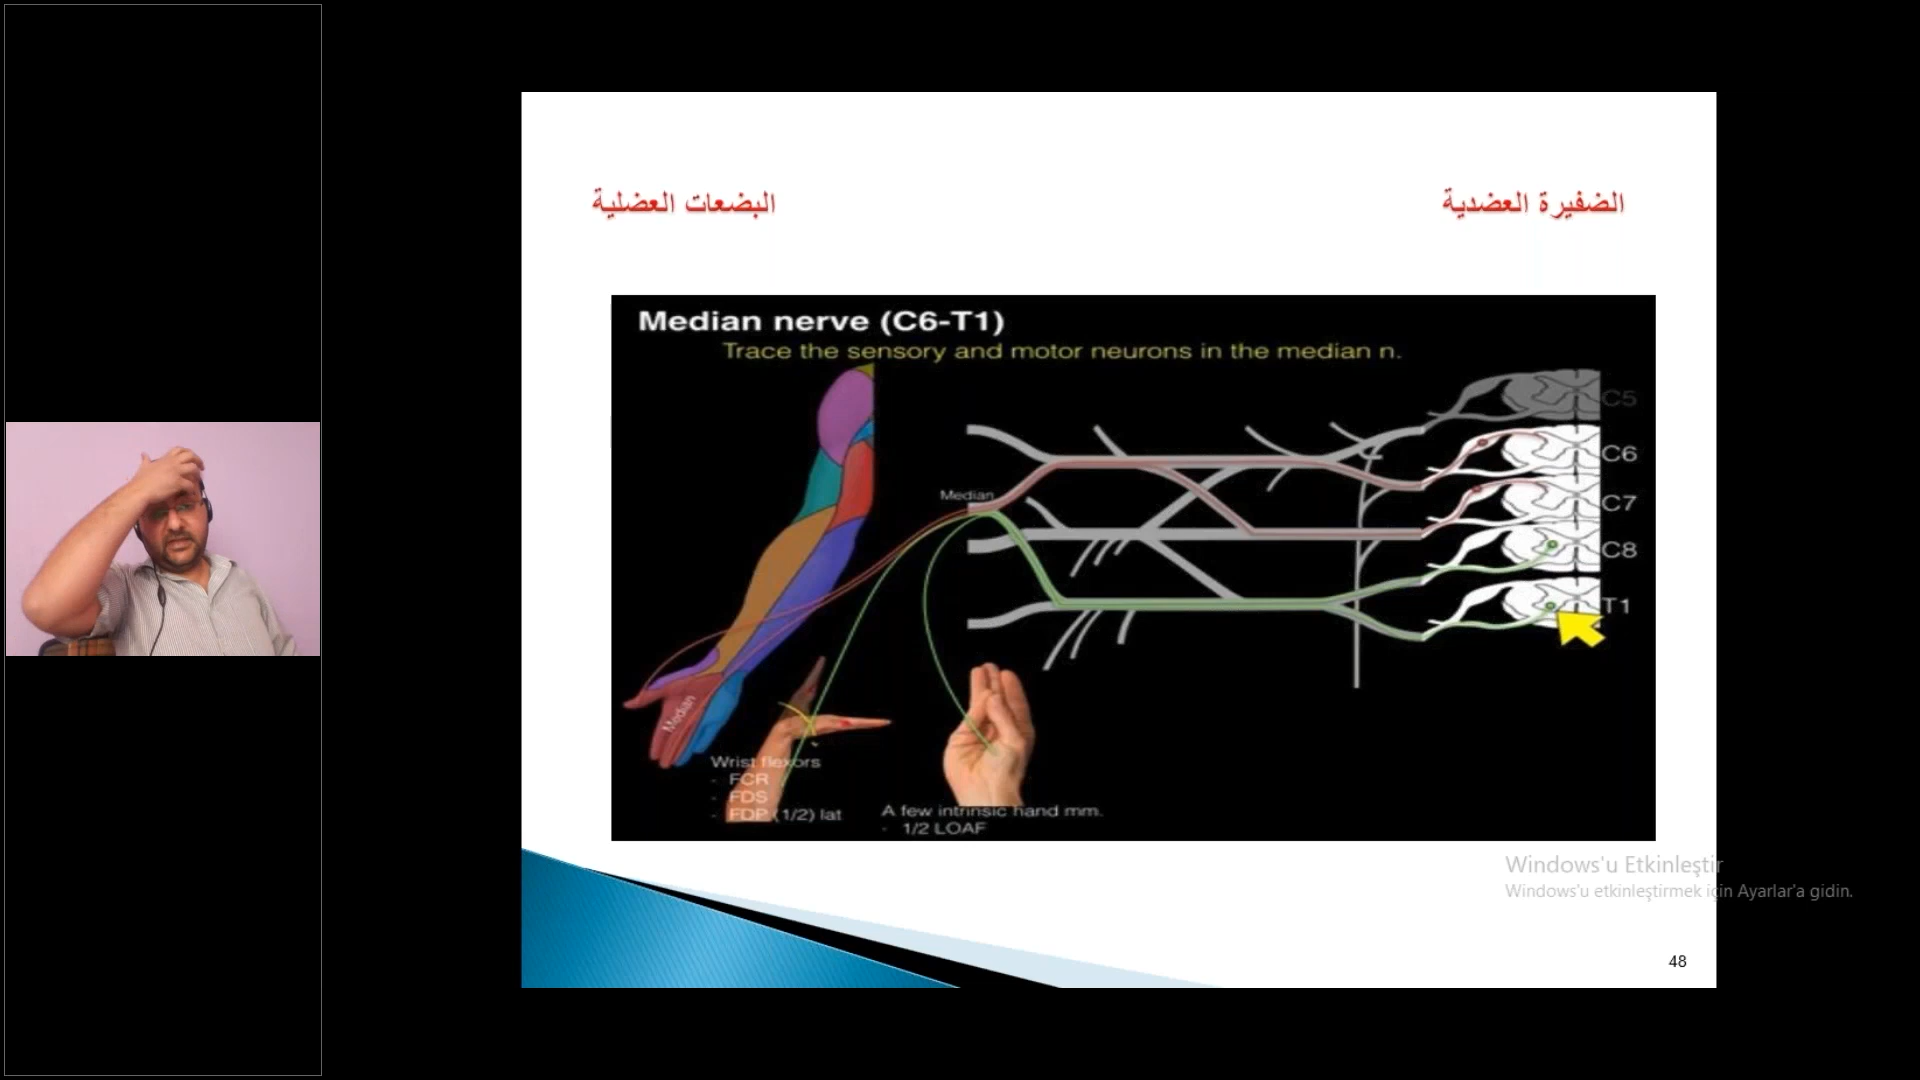 الضفيرة العضدية
البضعات العضلية
Median nerve (C6-T1)
Trace the sensory and motor neurons in the median n.
C5
C6
C7
C8
T1
Median
Median
Wrist flexors
- FCR
- FDS
- FDP (1/2) lat
A few intrinsic hand mm.
- 1/2 LOAF
Windows'u Etkinleştir
Windows'u etkinleştirmek için Ayarlar'a gidin.
48